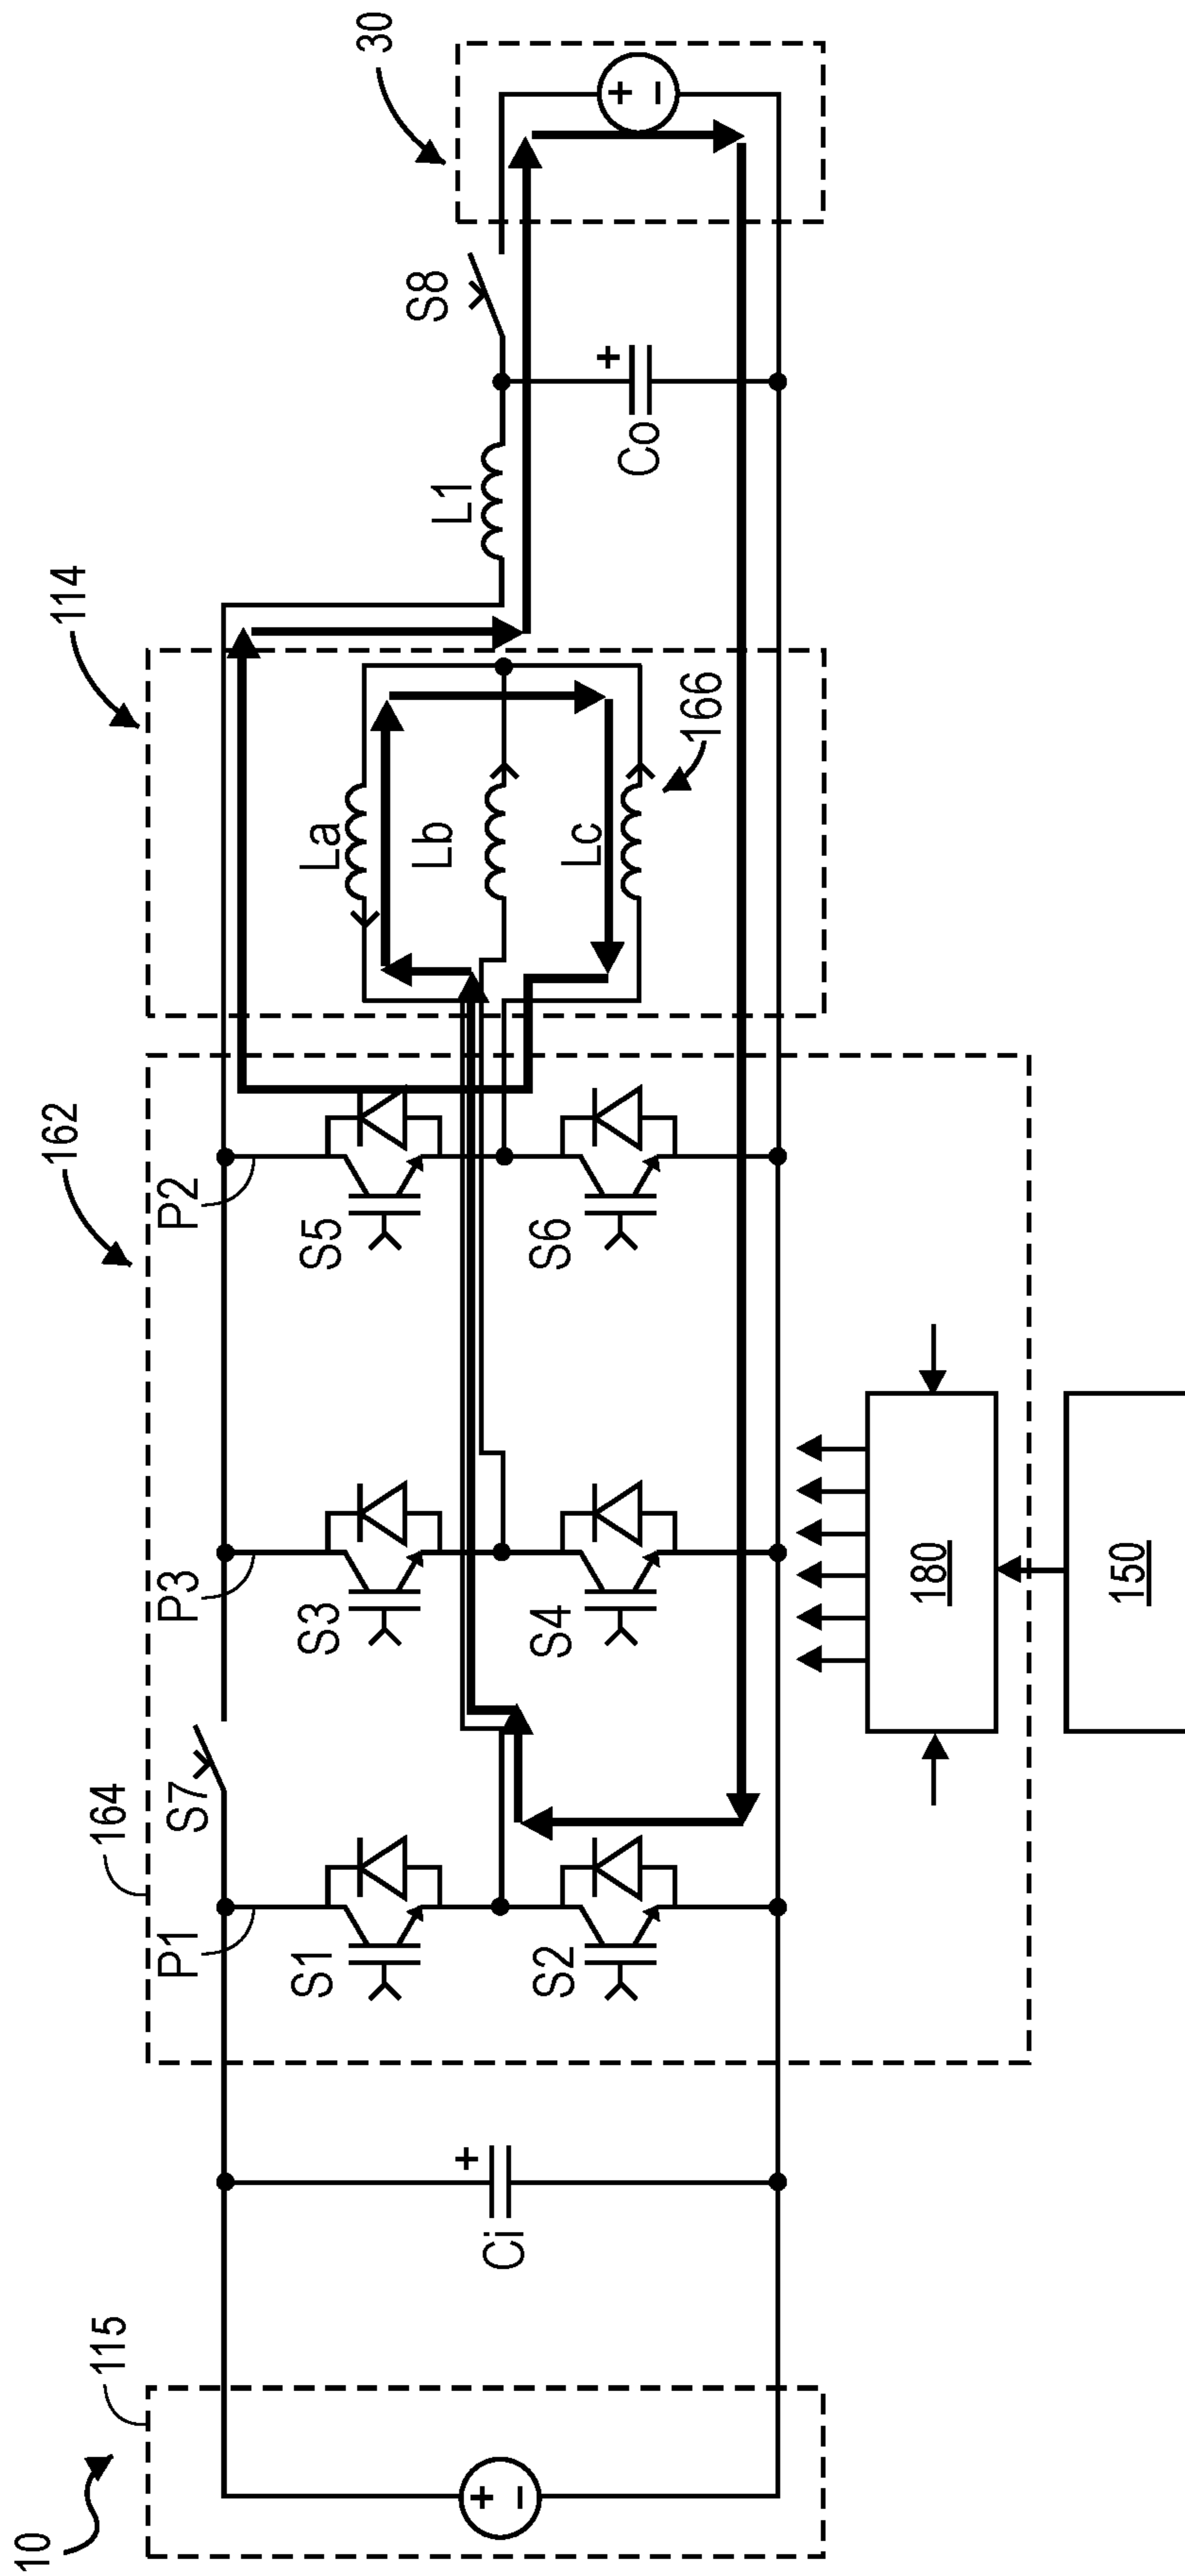 10
115
Ci
+
+
−
164
162
P1
S7
P3
P2
S1
S3
S5
S2
S4
S6
180
150
114
La
Lb
Lc
166
L1
S8
Co
+
30
+
−